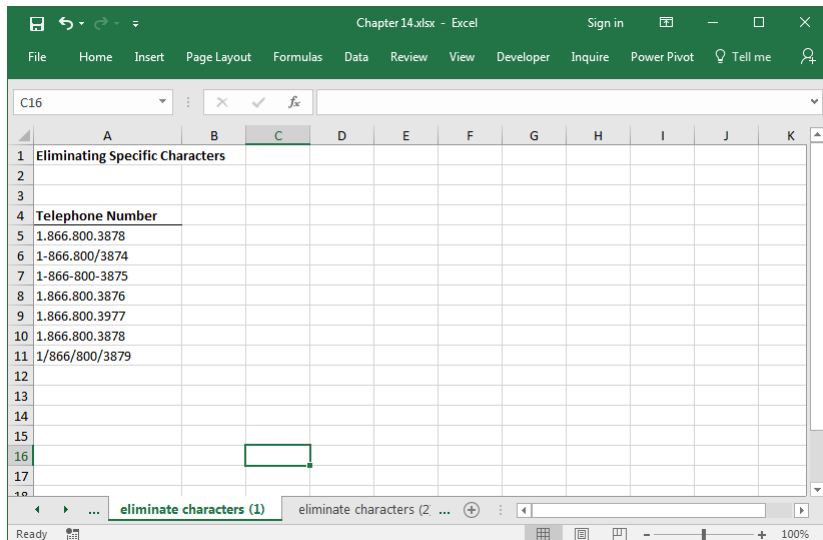 Chapter 14.xlsx - Excel
Sign in
File Home Insert Page Layout Formulas Data Review View Developer Inquire Power Pivot Tell me
C16
fx
A B C D E F G H I J K
1 Eliminating Specific Characters
2
3
4 Telephone Number
5 1.866.800.3878
6 1-866.800/3874
7 1-866-800-3875
8 1.866.800.3876
9 1.866.800.3977
10 1.866.800.3878
11 1/866/800/3879
12
13
14
15
16
17
18
... eliminate characters (1) eliminate characters (2) ...
Ready 100%